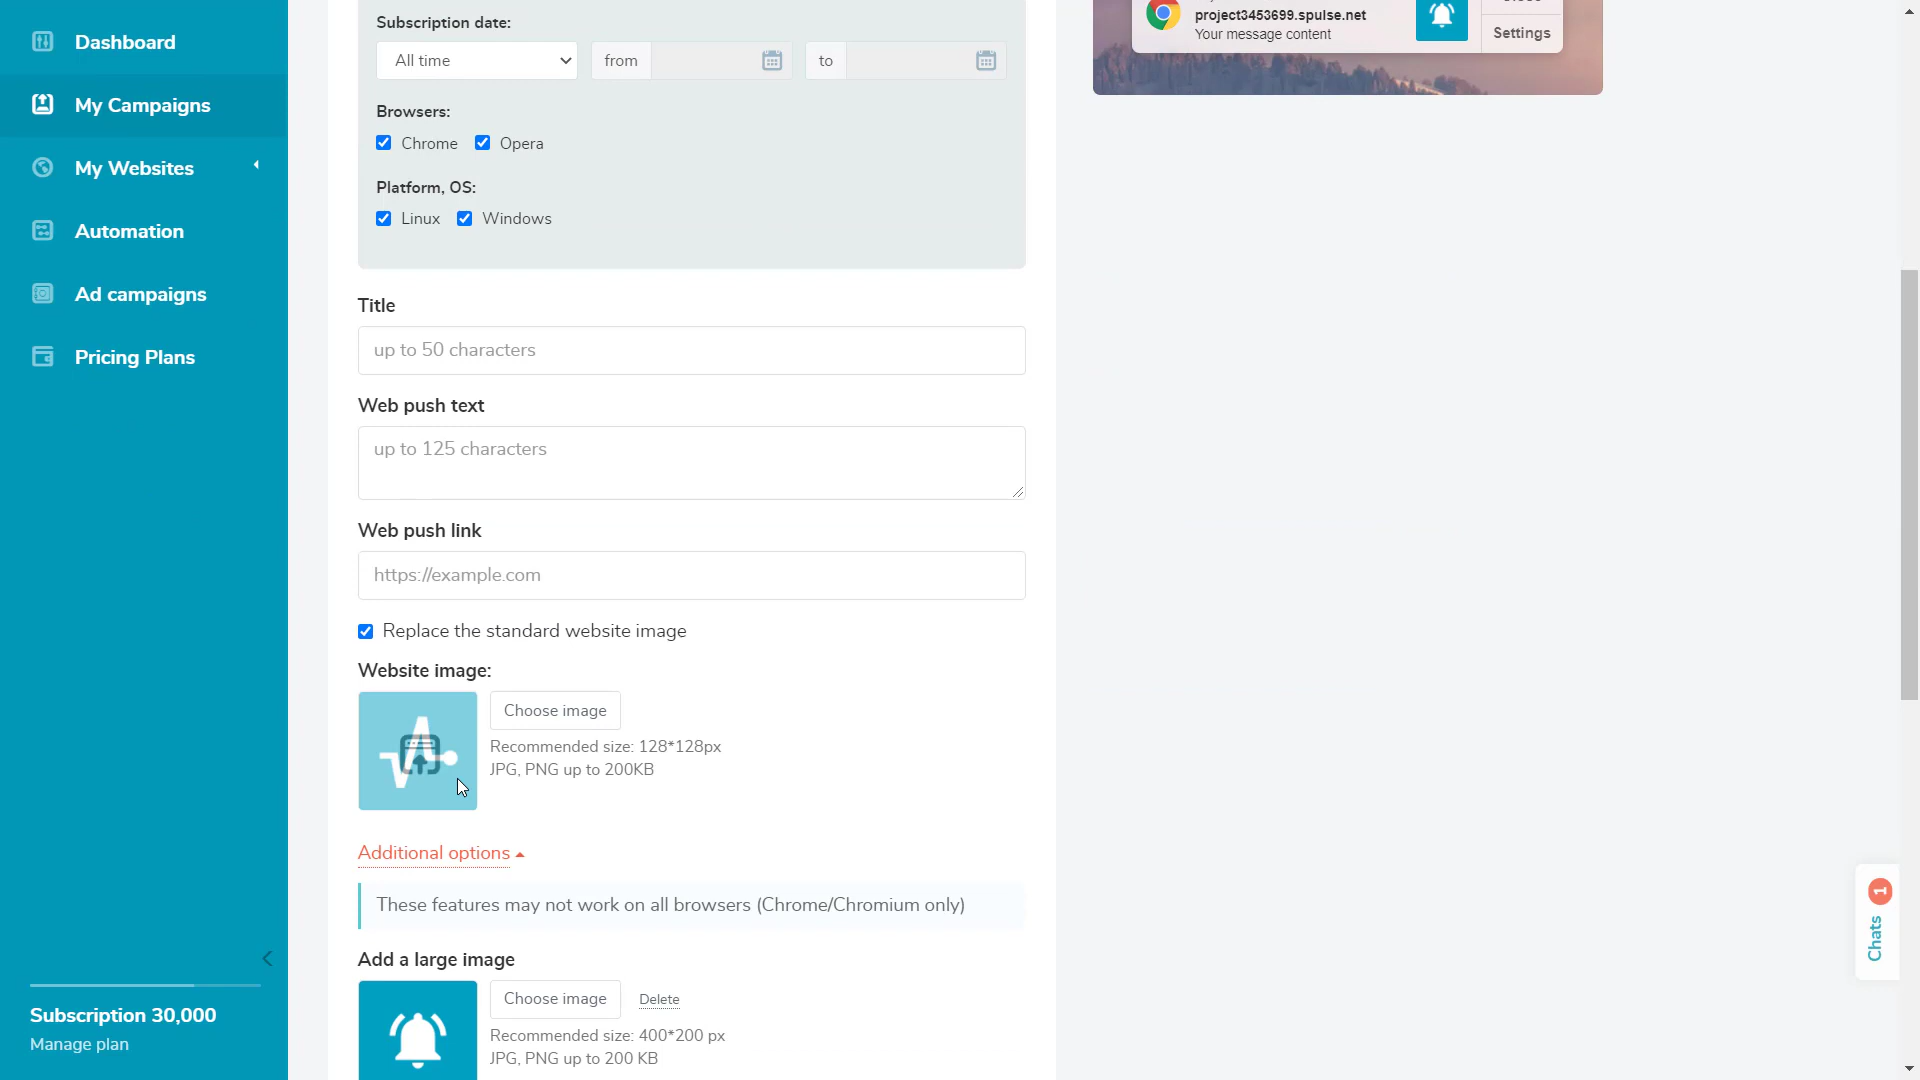 Dashboard
My Campaigns
My Websites
Automation
Ad campaigns
Pricing Plans
Subscription 30,000
Manage plan
Subscription date:
All time
from
to
Browsers:
Chrome
Opera
Platform, OS:
Linux
Windows
Title
up to 50 characters
Web push text
up to 125 characters
Web push link
https://example.com
Replace the standard website image
Website image:
Choose image
Recommended size: 128*128px
JPG, PNG up to 200KB
Additional options
These features may not work on all browsers (Chrome/Chromium only)
Add a large image
Choose image
Delete
Recommended size: 400*200 px
JPG, PNG up to 200 KB
project3453699.spulse.net
Your message content
Settings
Chats
1